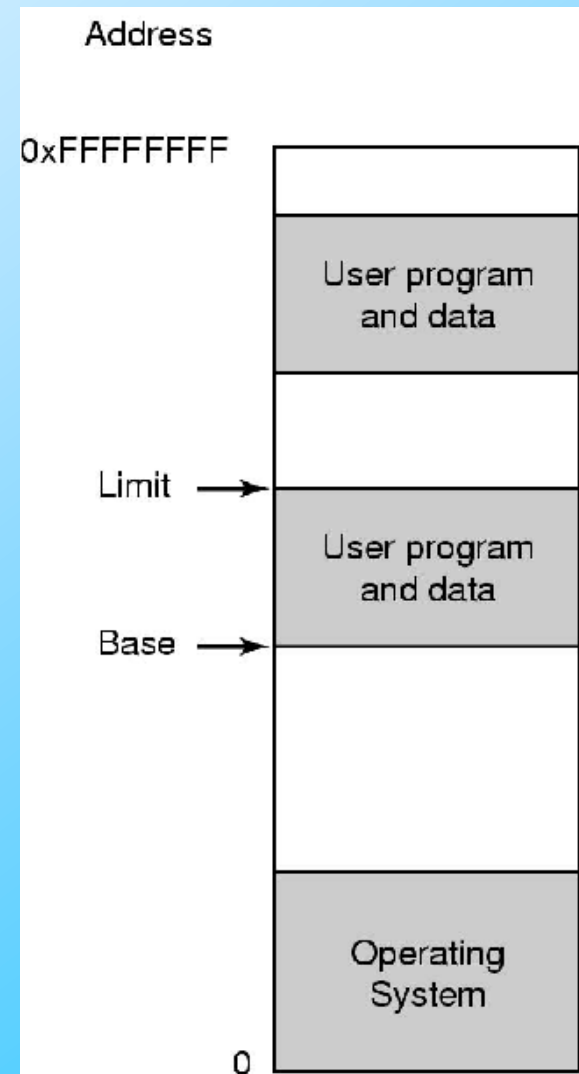 Address
0xFFFFFFFF
User program
and data
Limit
User program
and data
Base
Operating
System
0